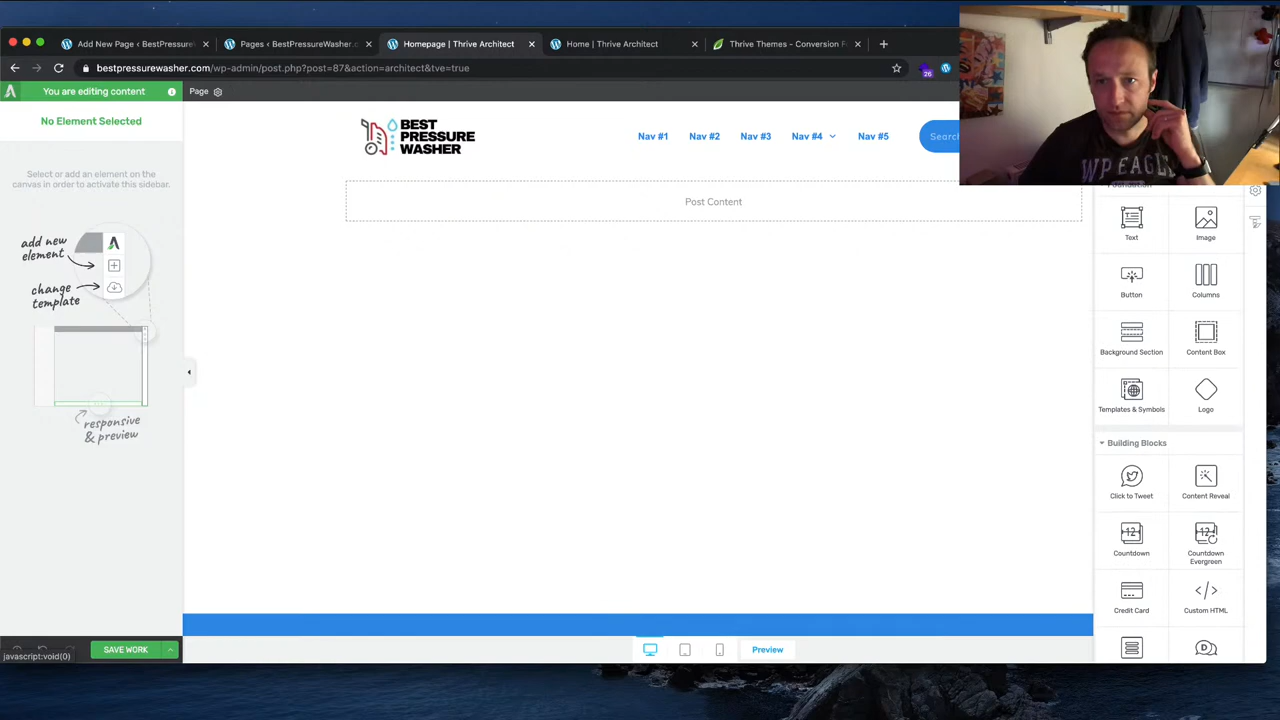 Add New Page ‹ BestPressureW
Pages ‹ BestPressureWasher.c
Homepage | Thrive Architect
Home | Thrive Architect
Thrive Themes - Conversion F
bestpressurewasher.com/wp-admin/post.php?post=87&action=architect&tve=true
26
You are editing content
Page
No Element Selected
Select or add an element on the
canvas in order to activate this sidebar.
add new
element
change
template
responsive
& preview
SAVE WORK
javascript:void(0)
BEST
PRESSURE
WASHER
Nav #1
Nav #2
Nav #3
Nav #4
Nav #5
Search
Post Content
Preview
WP EAGLE
Foundation
Text
Image
Button
Columns
Background Section
Content Box
Templates & Symbols
Logo
Building Blocks
Click to Tweet
Content Reveal
12
Countdown
12
Countdown
Evergreen
Credit Card
</>
Custom HTML
D